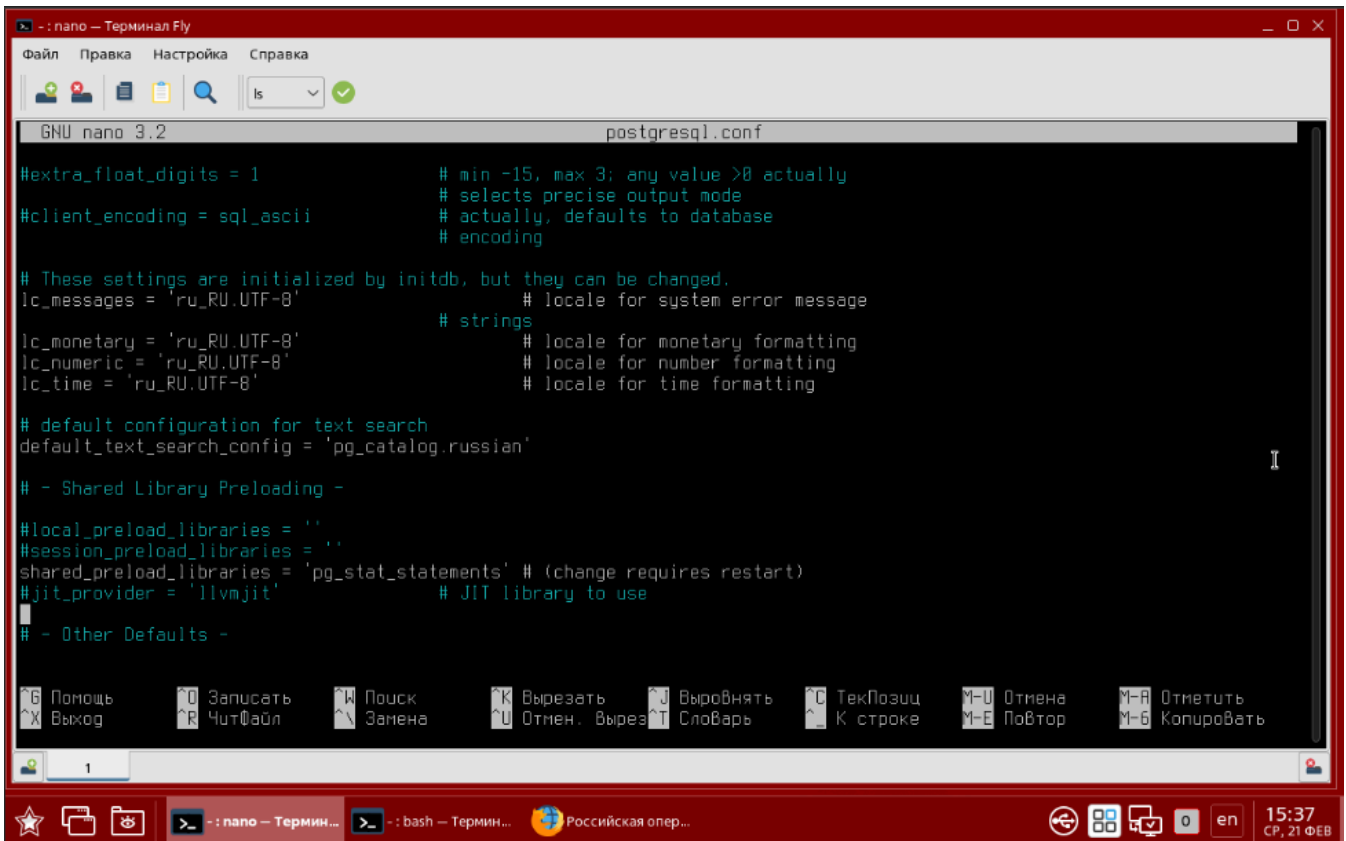 - : nano — Терминал Fly
Файл Правка Настройка Справка
ls
GNU nano 3.2 postgresql.conf
#extra_float_digits = 1 # min -15, max 3; any value >0 actually
# selects precise output mode
#client_encoding = sql_ascii # actually, defaults to database
# encoding
# These settings are initialized by initdb, but they can be changed.
lc_messages = 'ru_RU.UTF-8' # locale for system error message
# strings
lc_monetary = 'ru_RU.UTF-8' # locale for monetary formatting
lc_numeric = 'ru_RU.UTF-8' # locale for number formatting
lc_time = 'ru_RU.UTF-8' # locale for time formatting
# default configuration for text search
default_text_search_config = 'pg_catalog.russian'
# - Shared Library Preloading -
#local_preload_libraries = ''
#session_preload_libraries = ''
shared_preload_libraries = 'pg_stat_statements' # (change requires restart)
#jit_provider = 'llvmjit' # JIT library to use
# - Other Defaults -
^G Помощь ^O Записать ^W Поиск ^K Вырезать ^J Выровнять ^C ТекПозиц M-U Отмена M-A Отметить
^X Выход ^R ЧитФайл ^\ Замена ^U Отмен. Вырез ^T Словарь ^_ К строке M-E Повтор M-6 Копировать
1
- : nano — Термин... - : bash — Термин... Российская опер... 0 en 15:37
СР, 21 ФЕВ